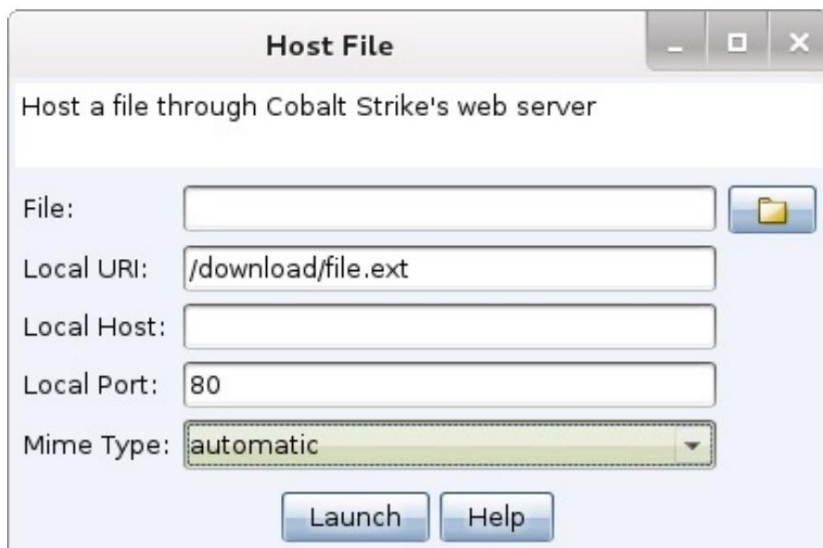 Host File
Host a file through Cobalt Strike's web server
File:
Local URI: /download/file.ext
Local Host:
Local Port: 80
Mime Type: automatic
Launch Help